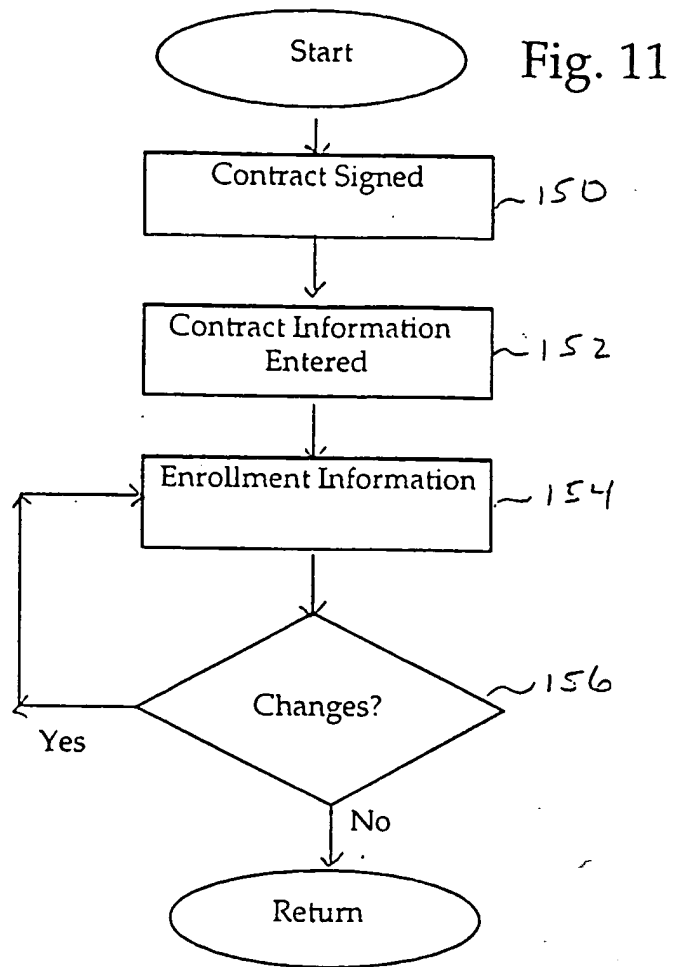 Start
Fig. 11
Contract Signed
150
Contract Information
Entered
152
Enrollment Information
154
Changes?
156
Yes
No
Return